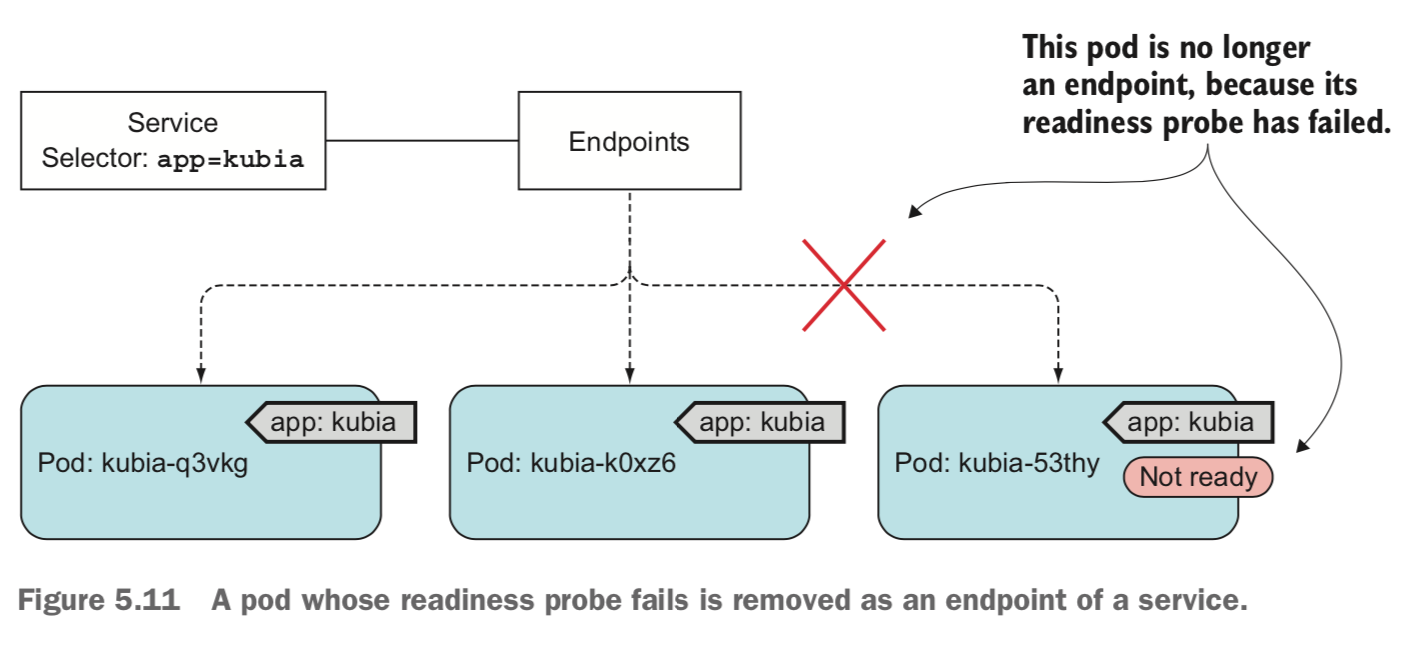 This pod is no longer
an endpoint, because its
readiness probe has failed.
Service
Selector: app=kubia
Endpoints
app: kubia
Pod: kubia-q3vkg
app: kubia
Pod: kubia-k0xz6
app: kubia
Pod: kubia-53thy
Not ready
Figure 5.11 A pod whose readiness probe fails is removed as an endpoint of a service.